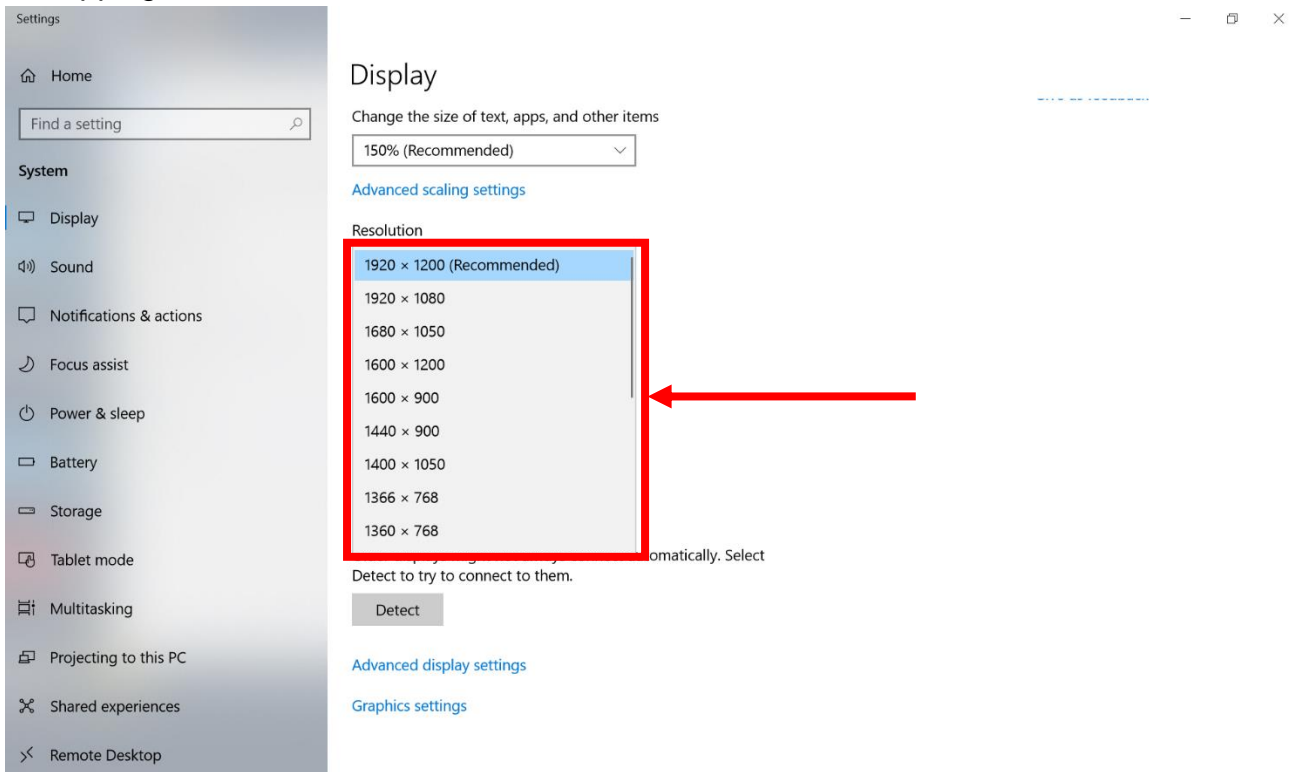 Settings
Home
Find a setting
System
Display
Sound
Notifications & actions
Focus assist
Power & sleep
Battery
Storage
Tablet mode
Multitasking
Projecting to this PC
Shared experiences
Remote Desktop
Display
Change the size of text, apps, and other items
150% (Recommended)
Advanced scaling settings
Resolution
1920 × 1200 (Recommended)
1920 × 1080
1680 × 1050
1600 × 1200
1600 × 900
1440 × 900
1400 × 1050
1366 × 768
1360 × 768
omatically. Select
Detect to try to connect to them.
Detect
Advanced display settings
Graphics settings